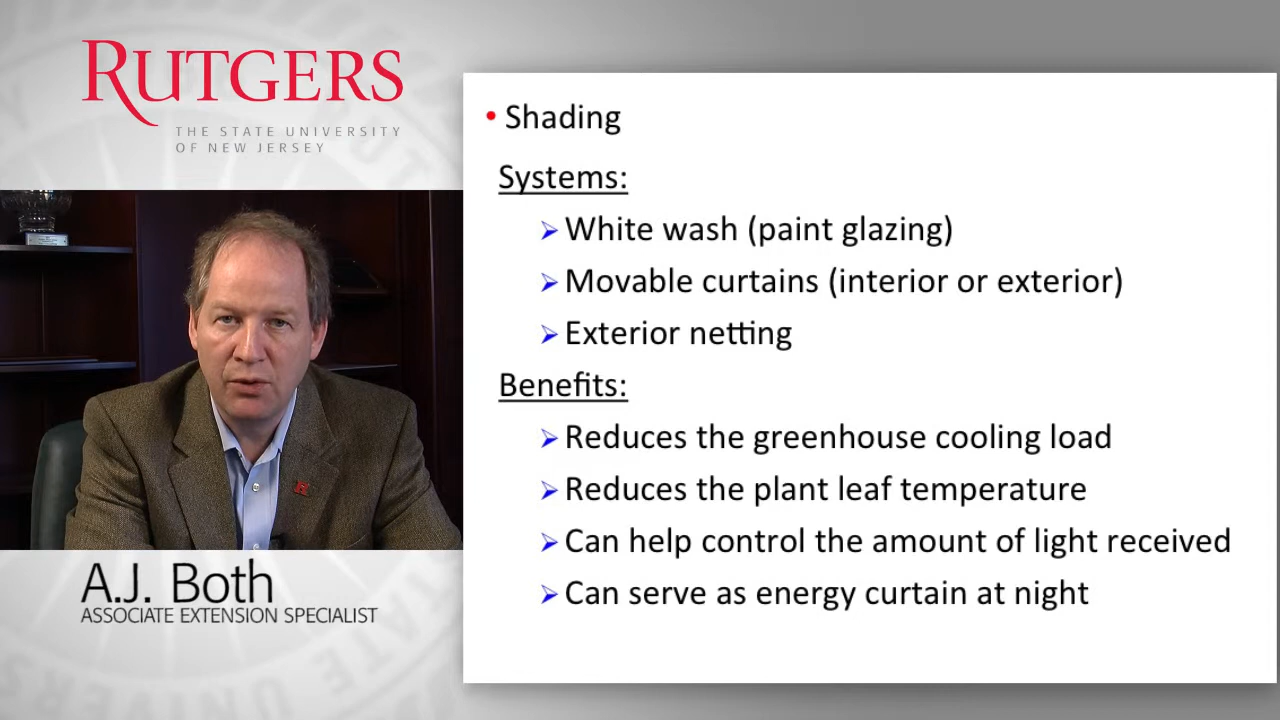 RUTGERS
THE STATE UNIVERSITY
OF NEW JERSEY
A.J. Both
ASSOCIATE EXTENSION SPECIALIST
• Shading
Systems:
➢ White wash (paint glazing)
➢ Movable curtains (interior or exterior)
➢ Exterior netting
Benefits:
➢ Reduces the greenhouse cooling load
➢ Reduces the plant leaf temperature
➢ Can help control the amount of light received
➢ Can serve as energy curtain at night